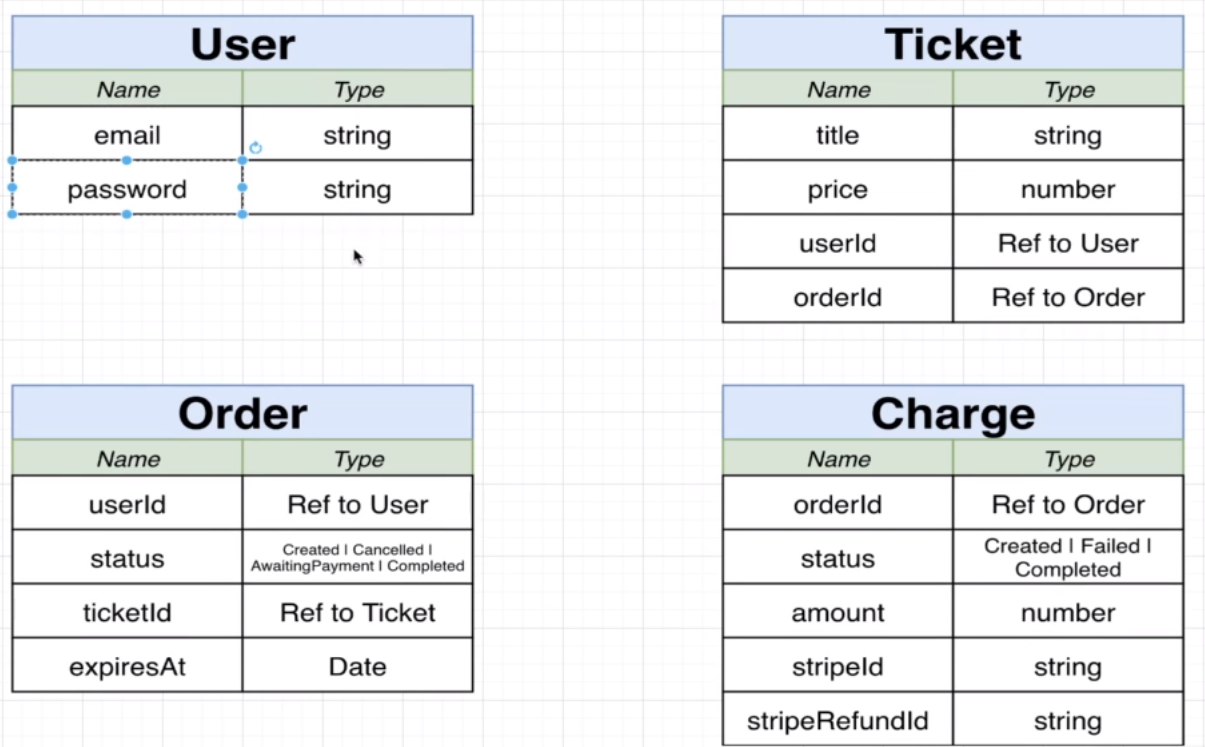 User
Name Type
email string
password string
Ticket
Name Type
title string
price number
userId Ref to User
orderId Ref to Order
Order
Name Type
userId Ref to User
status Created | Cancelled |
AwaitingPayment | Completed
ticketId Ref to Ticket
expiresAt Date
Charge
Name Type
orderId Ref to Order
status Created | Failed |
Completed
amount number
stripeId string
stripeRefundId string